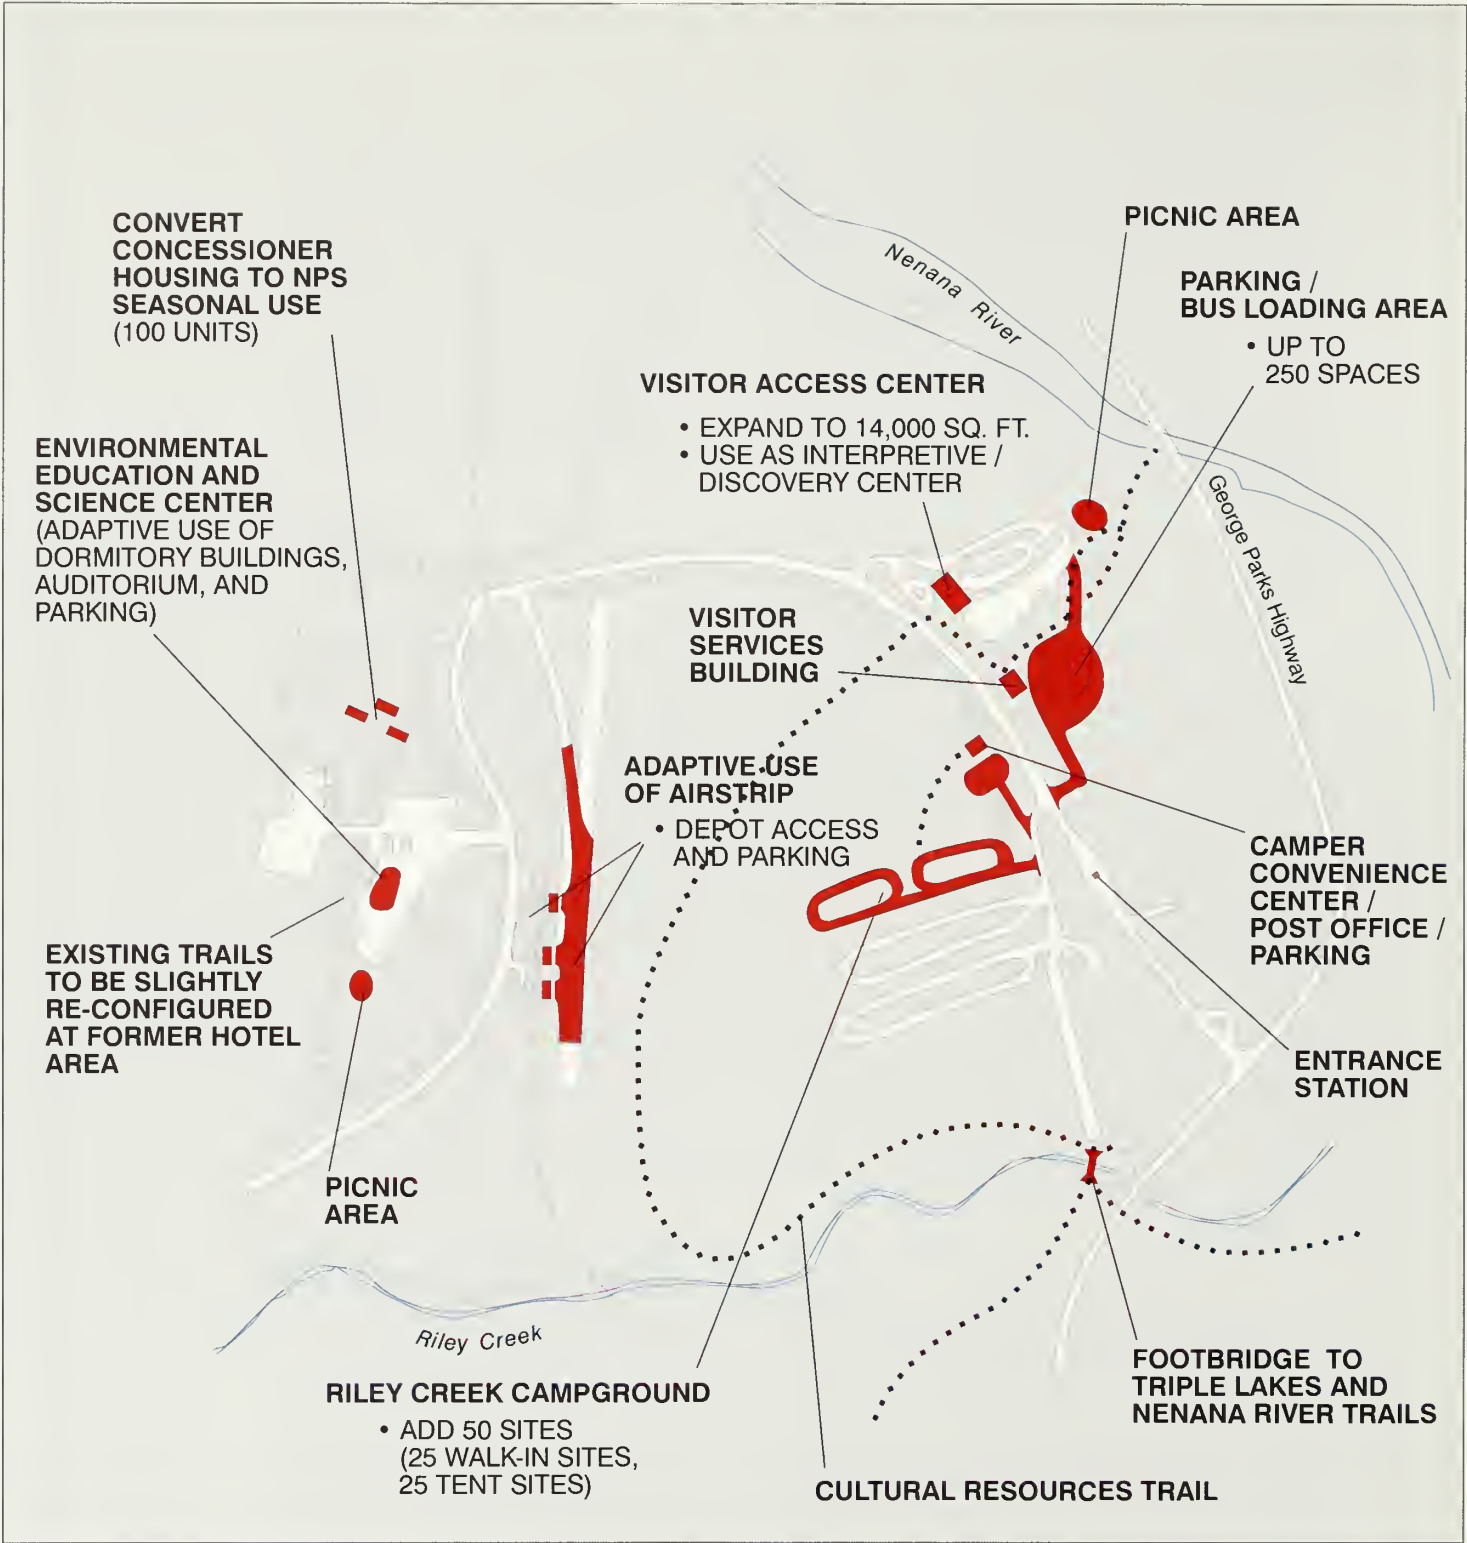 CONVERT
CONCESSIONER
HOUSING TO NPS
SEASONAL USE
(100 UNITS)
ENVIRONMENTAL
EDUCATION AND
SCIENCE CENTER
(ADAPTIVE USE OF
DORMITORY BUILDINGS,
AUDITORIUM, AND
PARKING)
EXISTING TRAILS
TO BE SLIGHTLY
RE-CONFIGURED
AT FORMER HOTEL
AREA
PICNIC
AREA
Nenana River
PICNIC AREA
PARKING /
BUS LOADING AREA
• UP TO
250 SPACES
VISITOR ACCESS CENTER
• EXPAND TO 14,000 SQ. FT.
• USE AS INTERPRETIVE /
DISCOVERY CENTER
George Parks Highway
VISITOR
SERVICES
BUILDING
ADAPTIVE USE
OF AIRSTRIP
• DEPOT ACCESS
AND PARKING
CAMPER
CONVENIENCE
CENTER /
POST OFFICE /
PARKING
ENTRANCE
STATION
Riley Creek
RILEY CREEK CAMPGROUND
• ADD 50 SITES
(25 WALK-IN SITES,
25 TENT SITES)
FOOTBRIDGE TO
TRIPLE LAKES AND
NENANA RIVER TRAILS
CULTURAL RESOURCES TRAIL